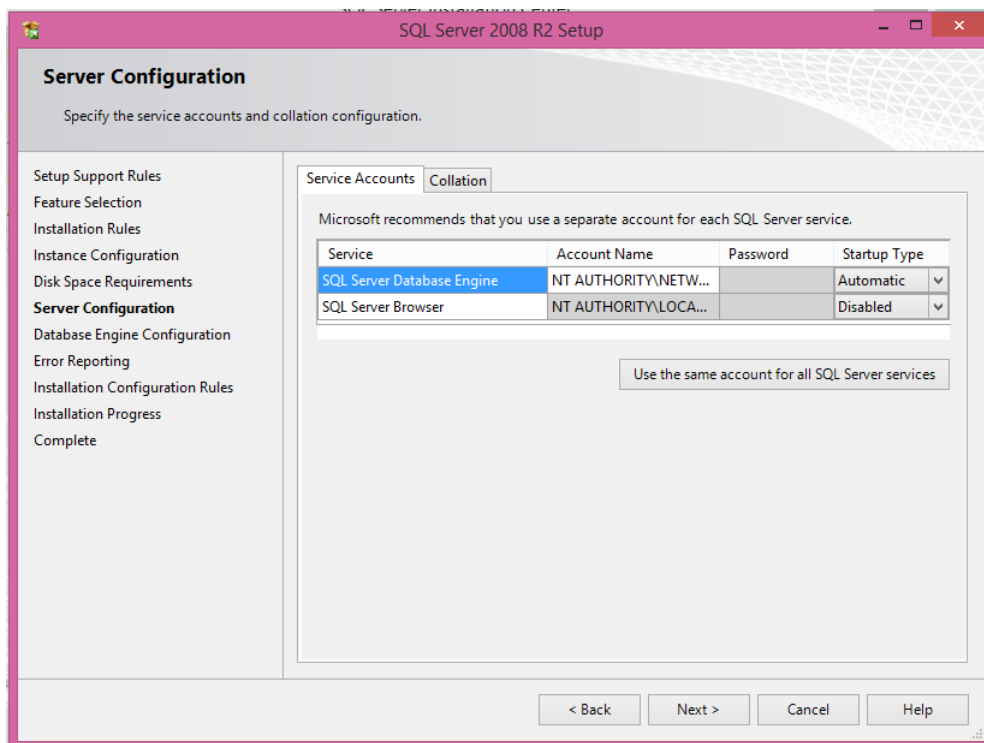 SQL Server Installation Center
SQL Server 2008 R2 Setup
Server Configuration
Specify the service accounts and collation configuration.
Setup Support Rules
Feature Selection
Installation Rules
Instance Configuration
Disk Space Requirements
Server Configuration
Database Engine Configuration
Error Reporting
Installation Configuration Rules
Installation Progress
Complete
Service Accounts Collation
Microsoft recommends that you use a separate account for each SQL Server service.
Service Account Name Password Startup Type
SQL Server Database Engine NT AUTHORITY\NETW... Automatic
SQL Server Browser NT AUTHORITY\LOCA... Disabled
Use the same account for all SQL Server services
< Back Next > Cancel Help